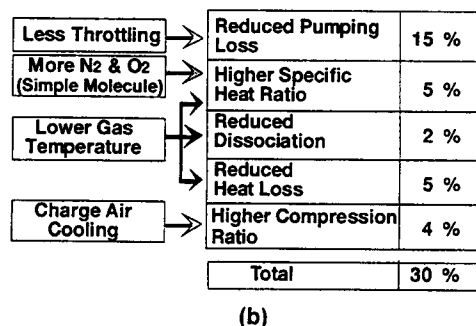 Less Throttling
Reduced Pumping
Loss
15 %
More N2 & O2
(Simple Molecule)
Higher Specific
Heat Ratio
5 %
Lower Gas
Temperature
Reduced
Dissociation
2 %
Reduced
Heat Loss
5 %
Charge Air
Cooling
Higher Compression
Ratio
4 %
Total
30 %
(b)